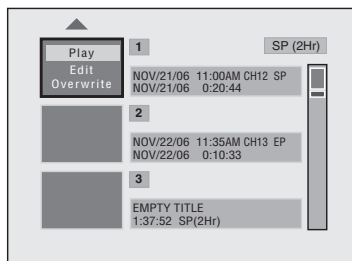 SP (2Hr)
Play
Edit
Overwrite
1
NOV/21/06 11:00AM CH12 SP
NOV/21/06 0:20:44
2
NOV/22/06 11:35AM CH13 EP
NOV/22/06 0:10:33
3
EMPTY TITLE
1:37:52 SP(2Hr)